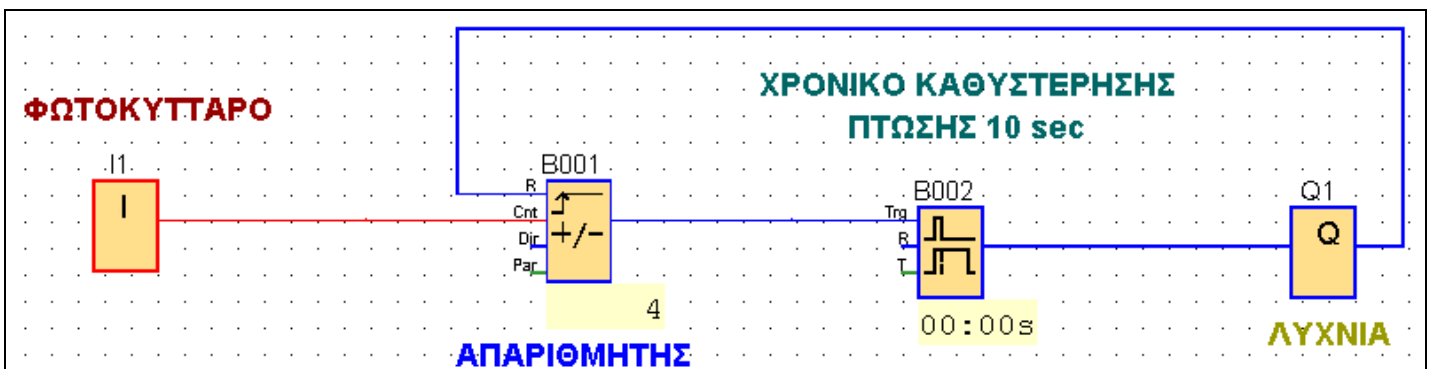 ΧΡΟΝΙΚΟ ΚΑΘΥΣΤΕΡΗΣΗΣ
ΠΤΩΣΗΣ 10 sec
ΦΩΤΟΚΥΤΤΑΡΟ
I1
I
B001
R
Cnt
Dir
Par
+/-
4
ΑΠΑΡΙΘΜΗΤΗΣ
B002
Trg
R
T
00:00s
Q1
Q
ΛΥΧΝΙΑ